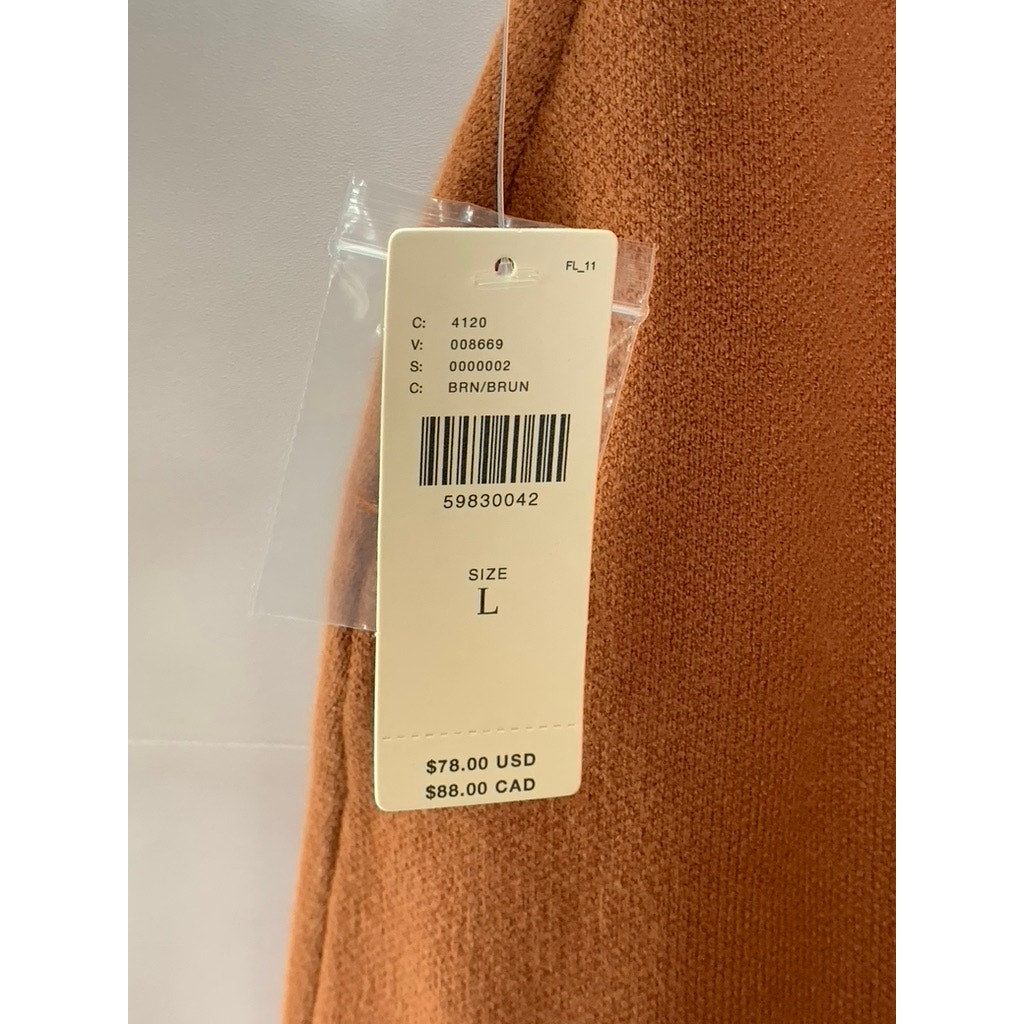 FL_11
C: 4120
V: 008669
S: 0000002
C: BRN/BRUN
59830042
SIZE
L
$78.00 USD
$88.00 CAD